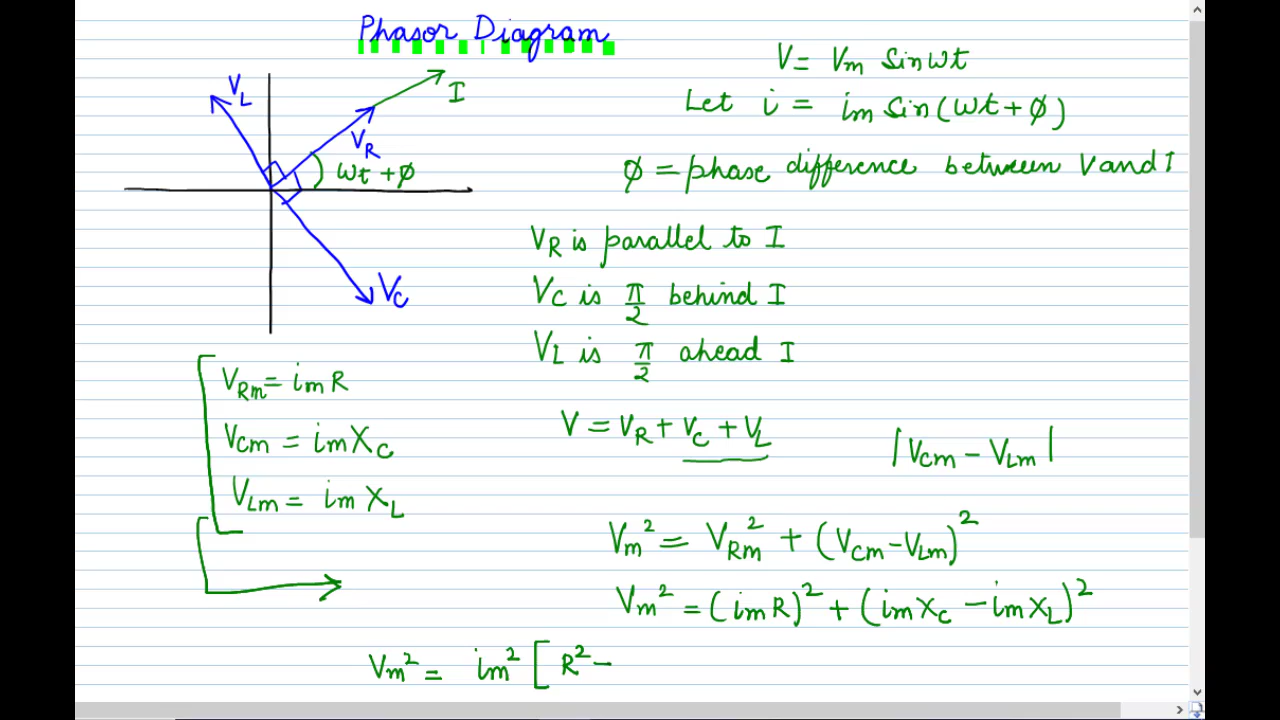 Phasor Diagram
V = Vm Sin ωt
Let i = im Sin(ωt + ϕ)
ϕ = phase difference between V and I
VL
I
VR
ωt + ϕ
VC
VR is parallel to I
VC is π/2 behind I
VL is π/2 ahead I
VRm = im R
VCm = im XC
VLm = im XL
V = VR + VC + VL
|VCm - VLm|
Vm² = VRm² + (VCm - VLm)²
Vm² = (im R)² + (im XC - im XL)²
Vm² = im² [ R² -